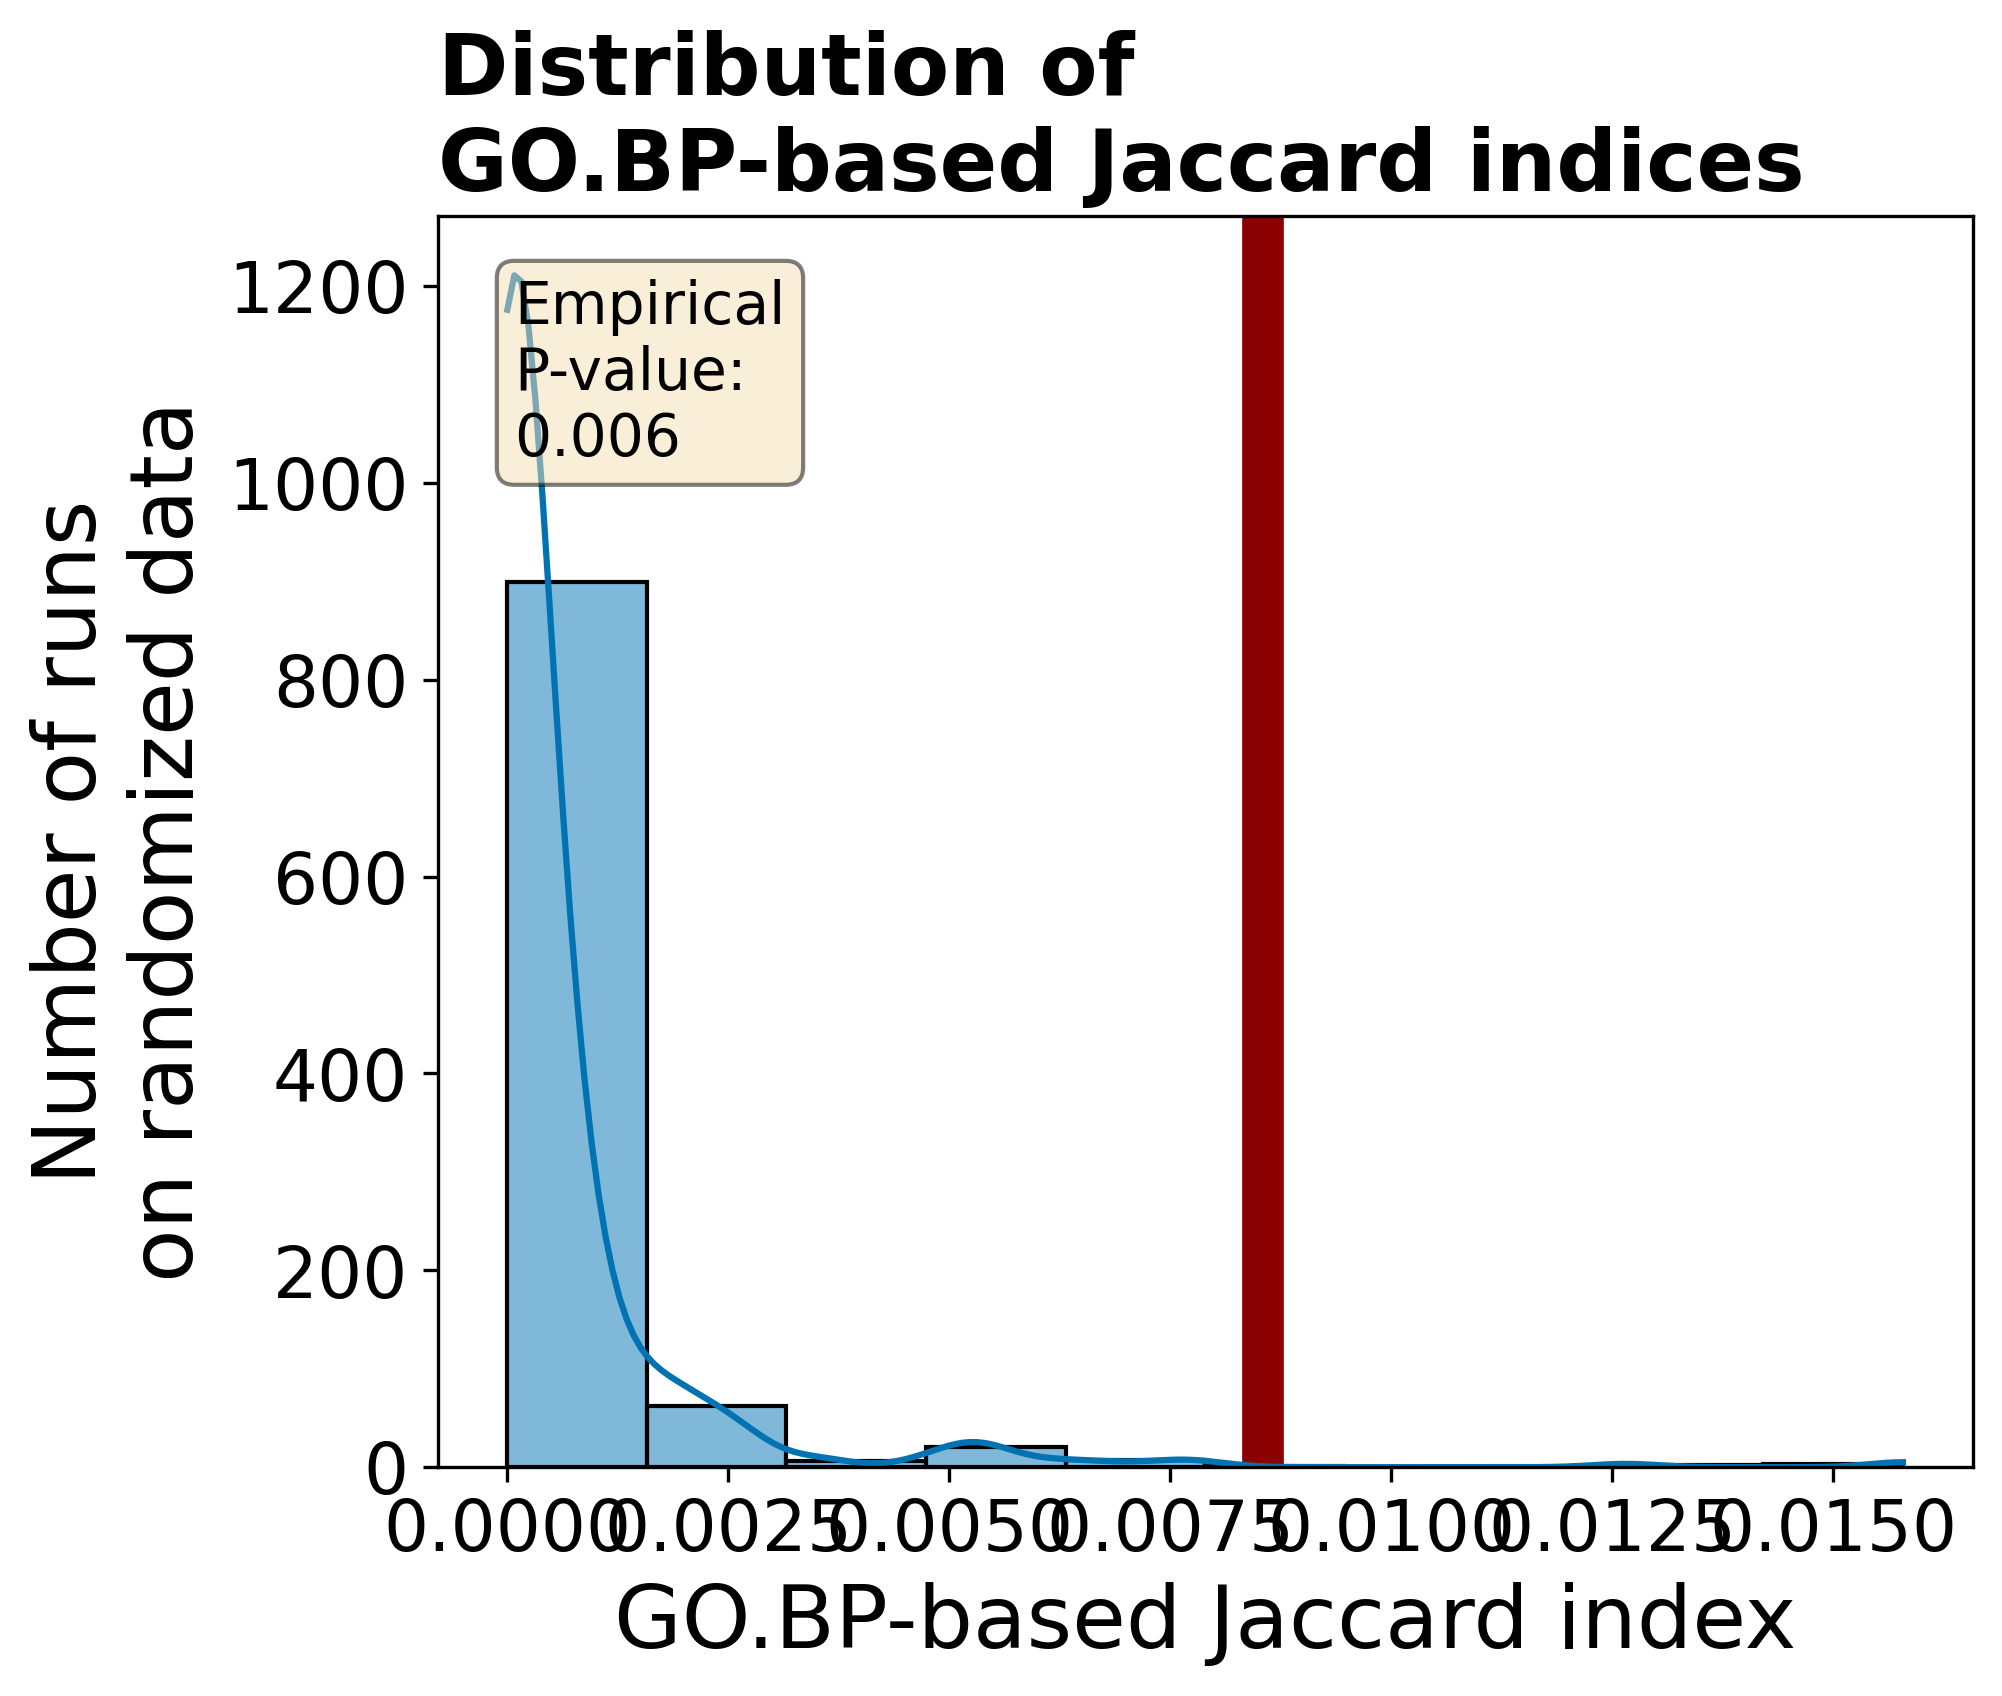 Distribution of
GO.BP-based Jaccard indices
Number of runs
on randomized data
1200
1000
800
600
400
200
0
Empirical
P-value:
0.006
0.0000
0.0025
0.0050
0.0075
0.0100
0.0125
0.0150
GO.BP-based Jaccard index